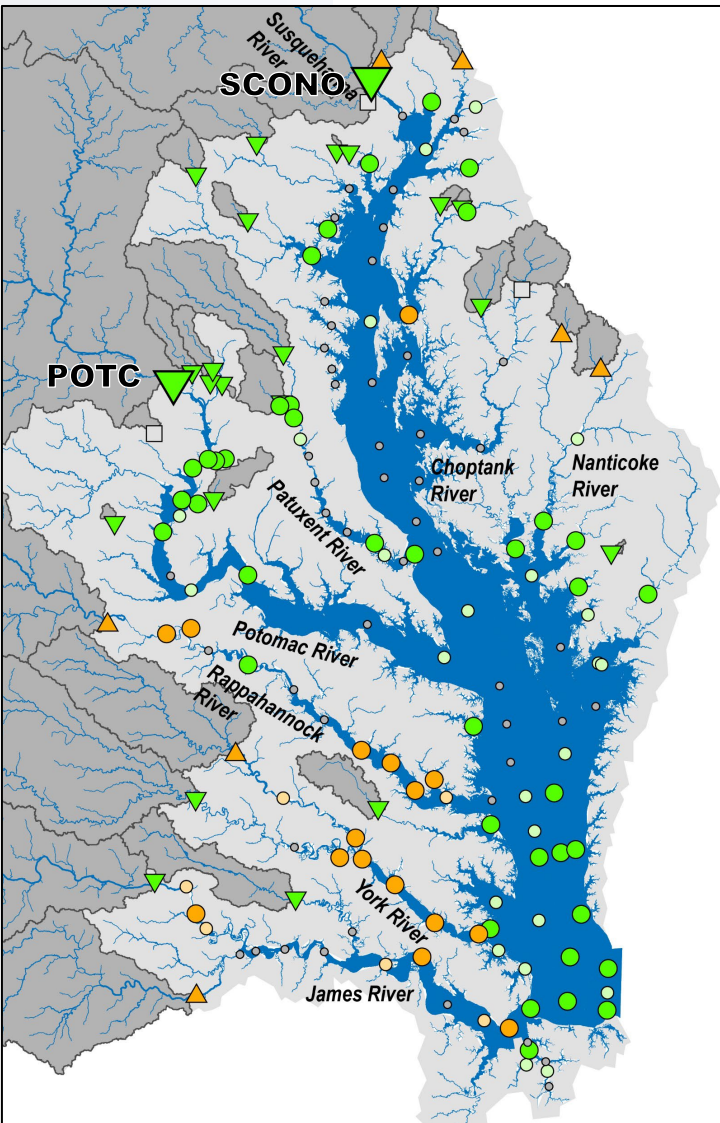 Susquehanna
River
SCONO
POTC
Choptank
River
Nanticoke
River
Patuxent River
Potomac River
Rappahannock
River
York River
James River